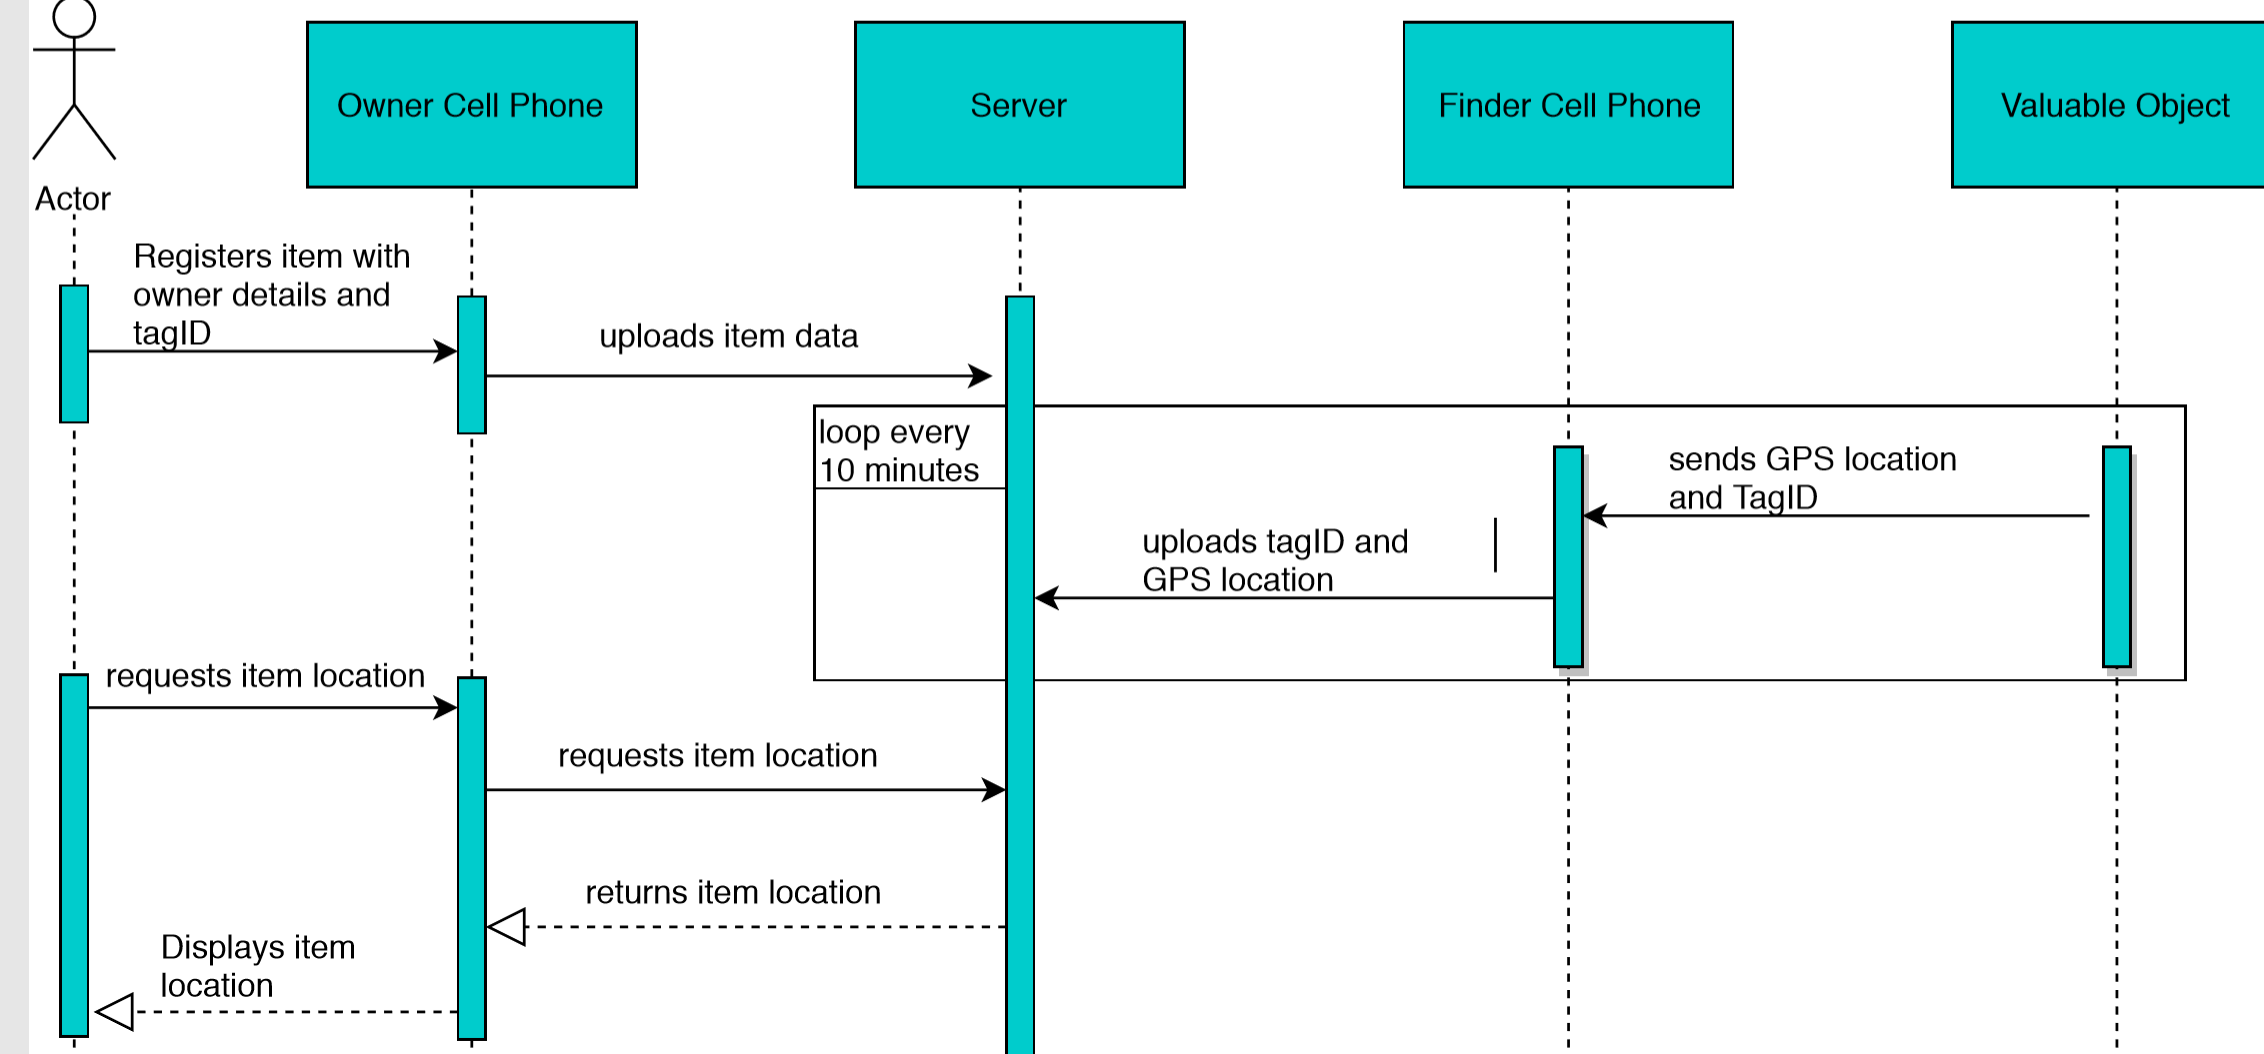 Owner Cell Phone
Server
Finder Cell Phone
Valuable Object
Actor
Registers item with
owner details and
tagID
uploads item data
loop every
10 minutes
sends GPS location
and TagID
uploads tagID and
GPS location
requests item location
requests item location
returns item location
Displays item
location